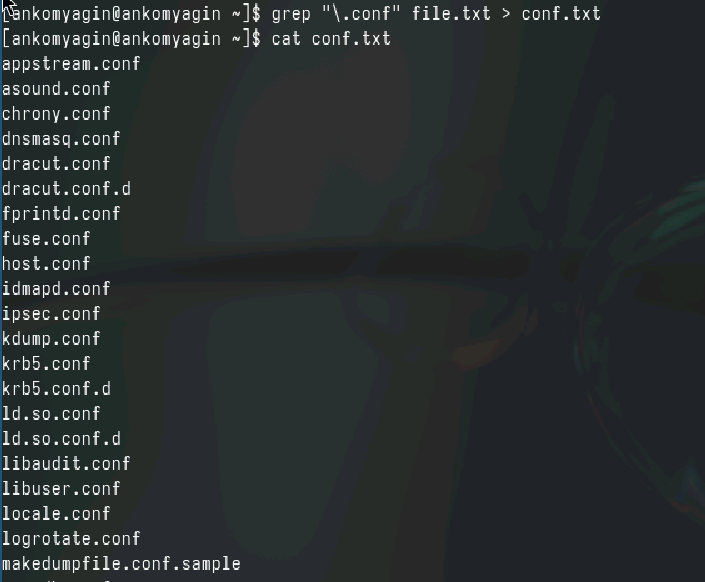 [ankomyagin@ankomyagin ~]$ grep "\.conf" file.txt > conf.txt
[ankomyagin@ankomyagin ~]$ cat conf.txt
appstream.conf
asound.conf
chrony.conf
dnsmasq.conf
dracut.conf
dracut.conf.d
fprintd.conf
fuse.conf
host.conf
idmapd.conf
ipsec.conf
kdump.conf
krb5.conf
krb5.conf.d
ld.so.conf
ld.so.conf.d
libaudit.conf
libuser.conf
locale.conf
logrotate.conf
makedumpfile.conf.sample